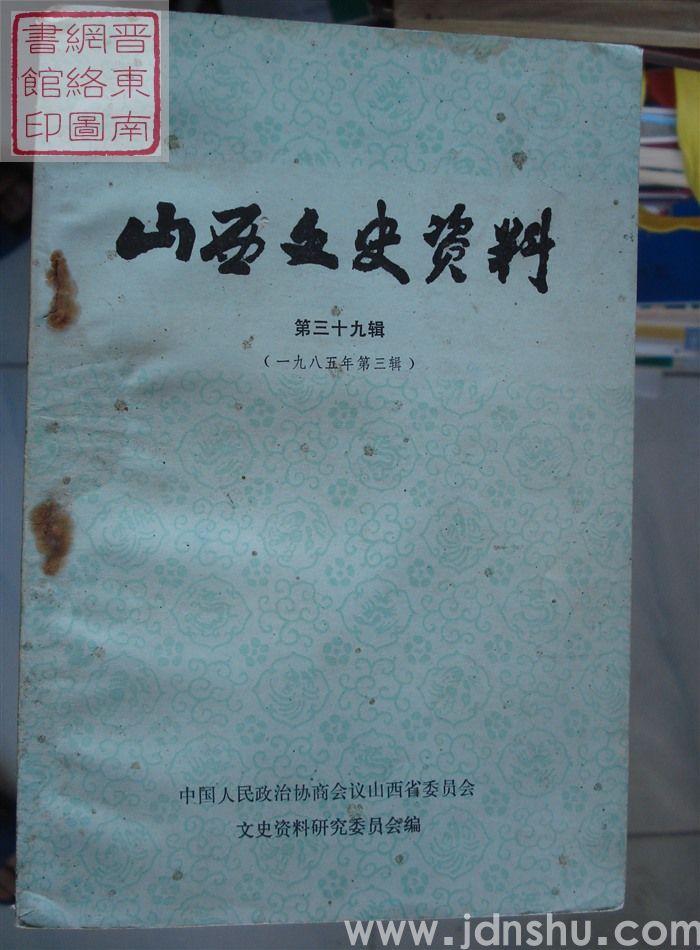 晋東南
網絡圖
書館印
山西文史资料
第三十九辑
（一九八五年第三辑）
中国人民政治协商会议山西省委员会
文史资料研究委员会编
www.jdnshu.com